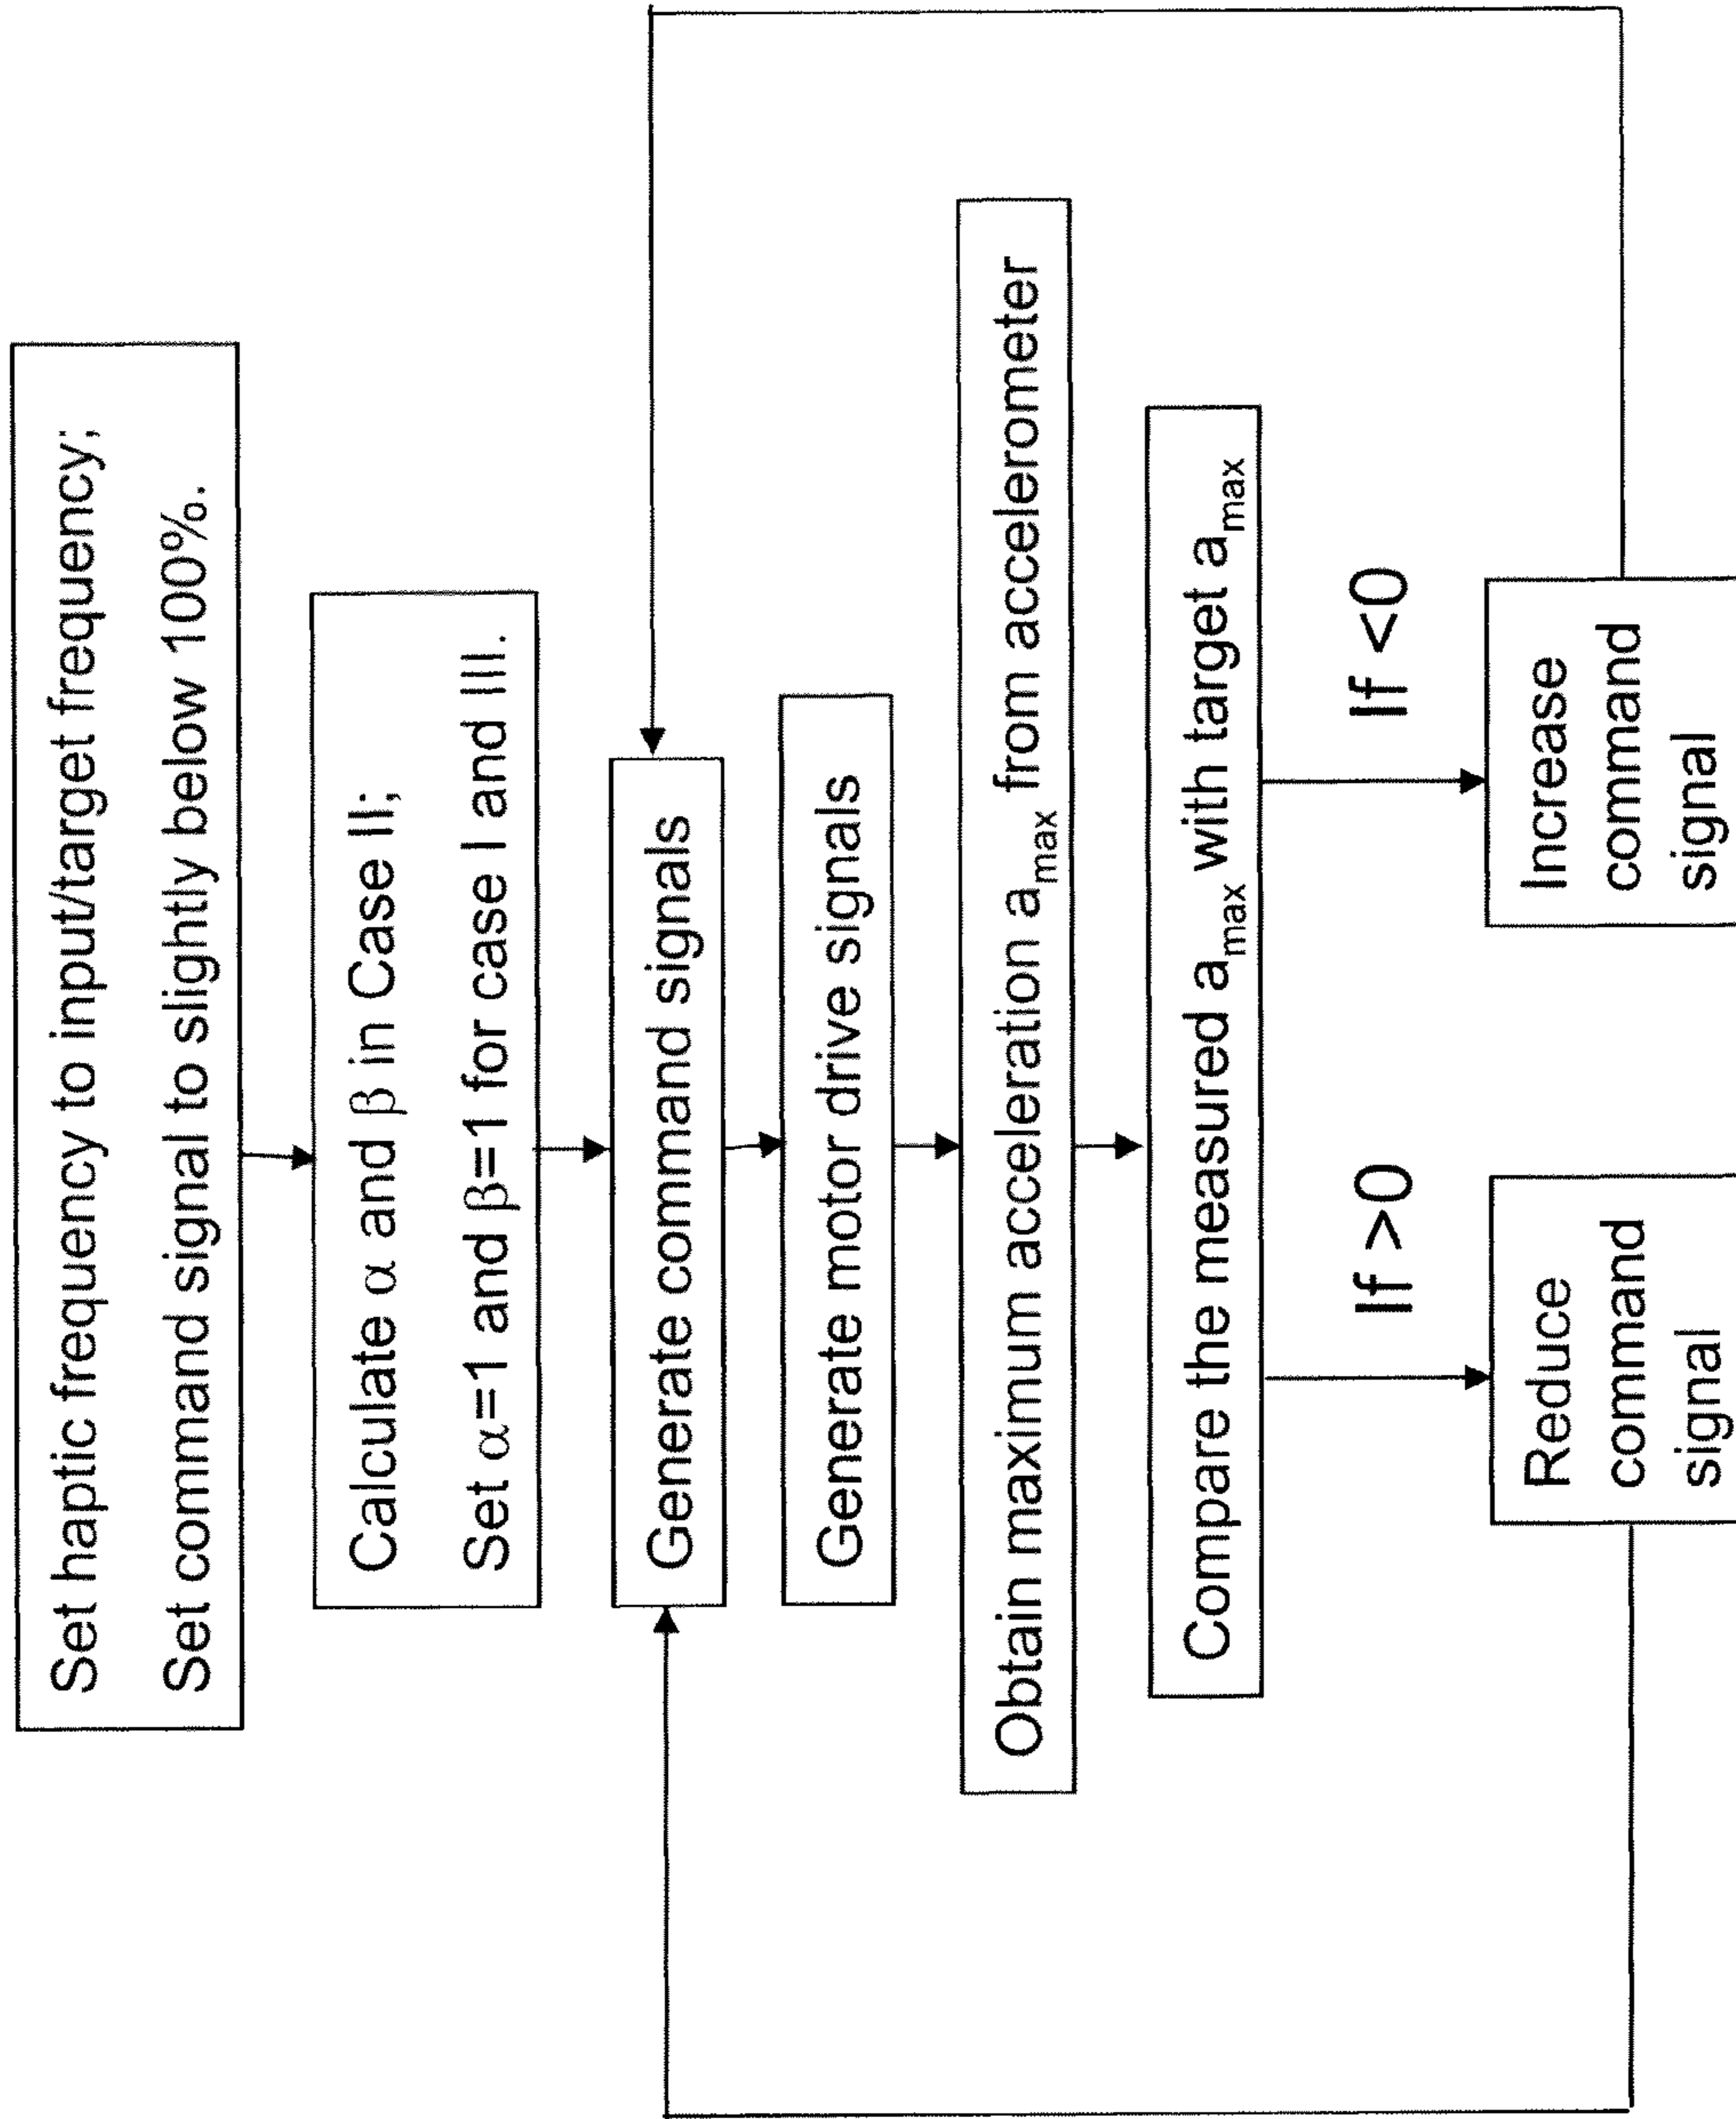 Set haptic frequency to input/target frequency;
Set command signal to slightly below 100%.
Calculate α and β in Case II;
Set α=1 and β=1 for case I and III.
Generate command signals
Generate motor drive signals
Obtain maximum acceleration a_max from accelerometer
Compare the measured a_max with target a_max
If >0
If <0
Reduce
command
signal
Increase
command
signal